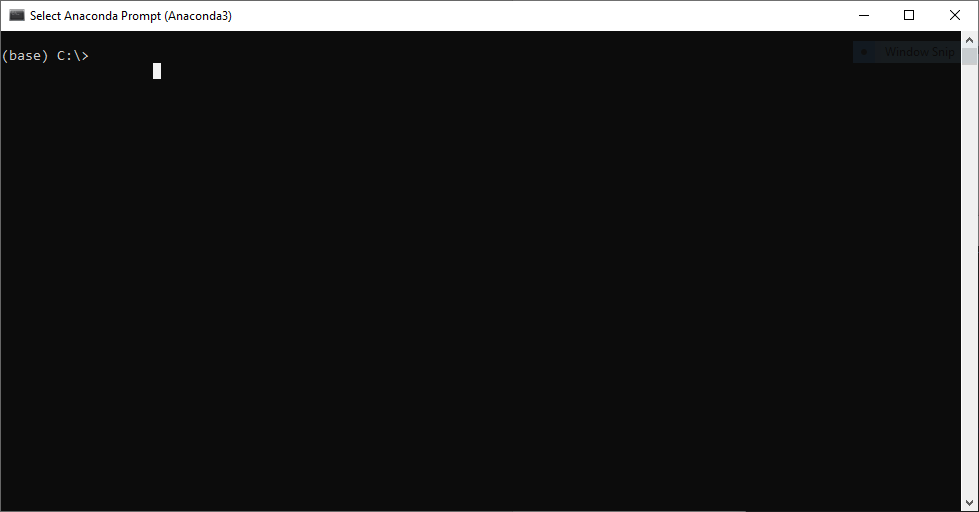 Select Anaconda Prompt (Anaconda3)
(base) C:\>
Window Snip